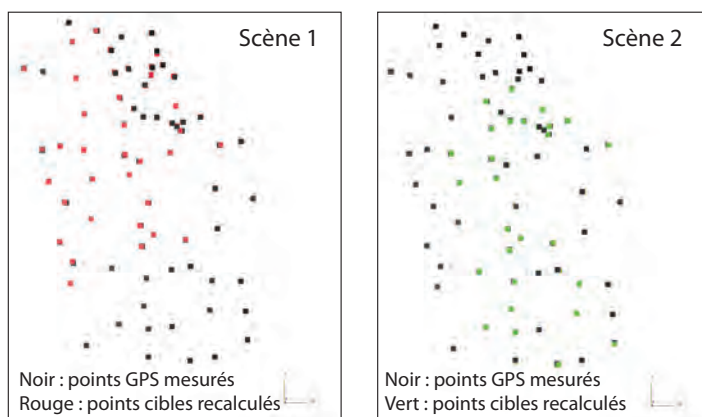 Scène 1
Noir : points GPS mesurés
Rouge : points cibles recalculés
Scène 2
Noir : points GPS mesurés
Vert : points cibles recalculés